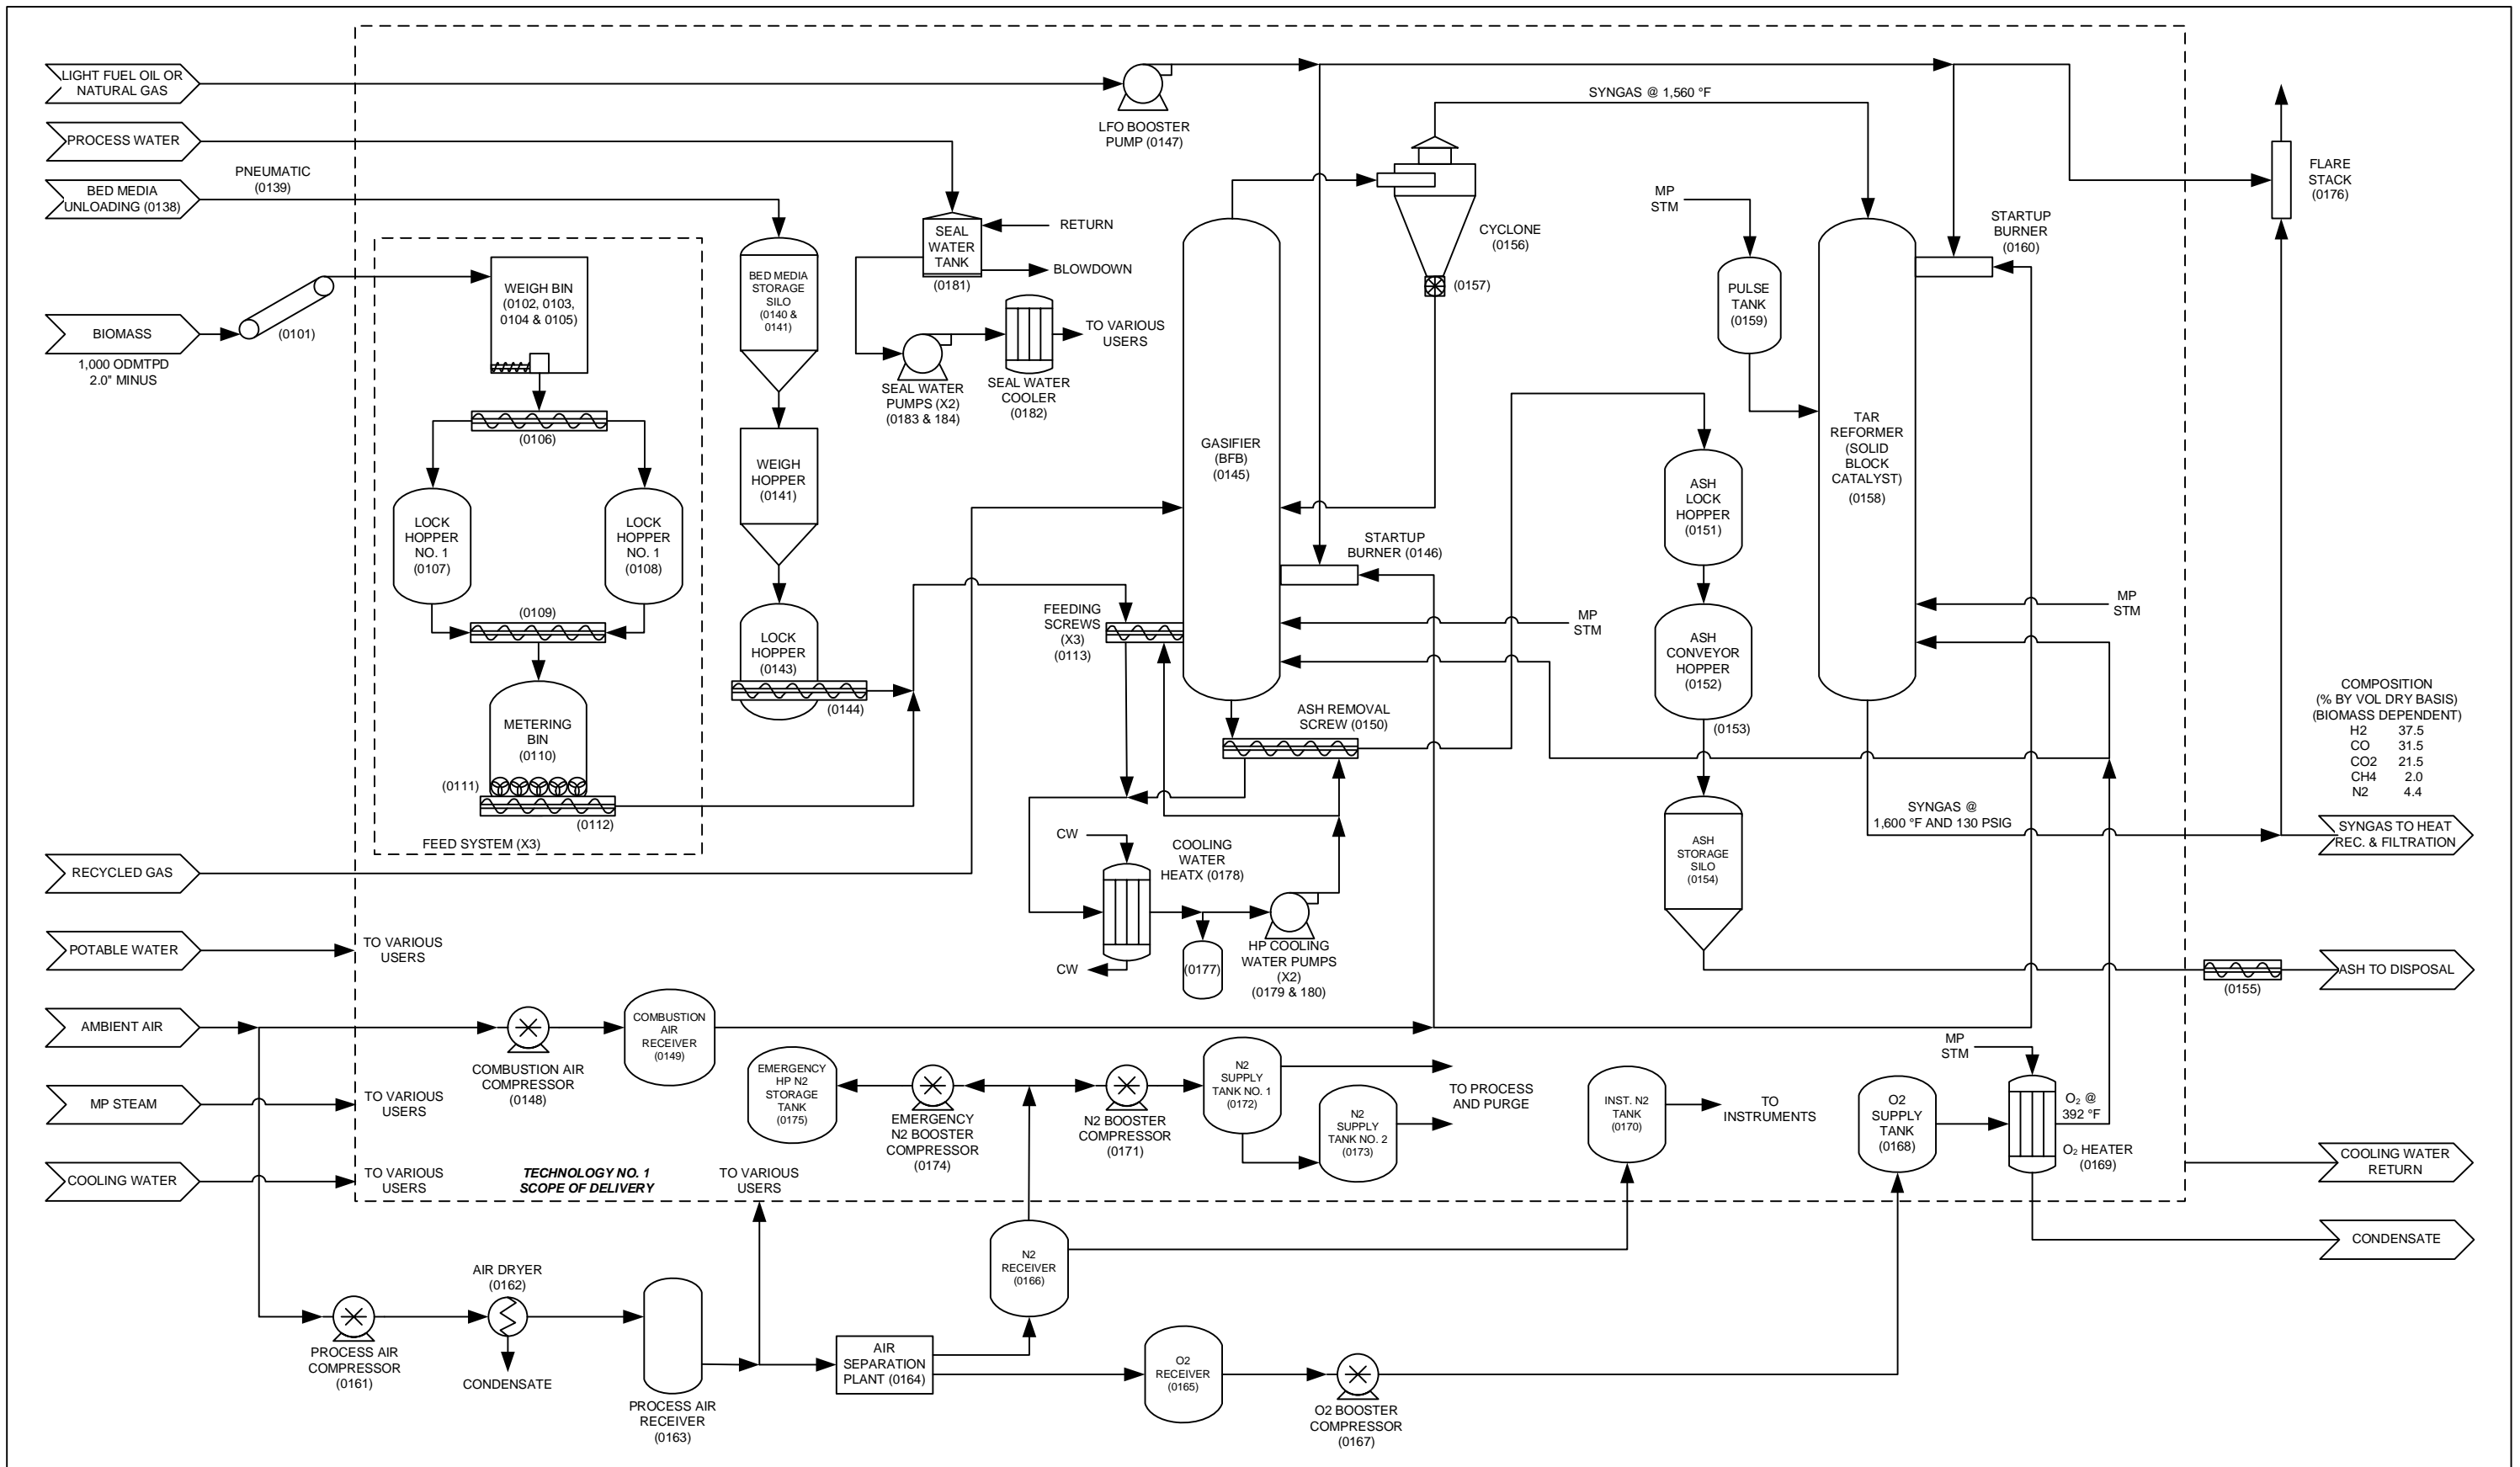 LIGHT FUEL OIL OR
NATURAL GAS
PROCESS WATER
BED MEDIA
UNLOADING (0138)
PNEUMATIC
(0139)
BIOMASS
1,000 ODMTPD
2.0" MINUS
(0101)
WEIGH BIN
(0102, 0103,
0104 & 0105)
(0106)
LOCK
HOPPER
NO. 1
(0107)
LOCK
HOPPER
NO. 1
(0108)
(0109)
METERING
BIN
(0110)
(0111)
(0112)
FEED SYSTEM (X3)
BED MEDIA
STORAGE
SILO
(0140 &
0141)
WEIGH
HOPPER
(0141)
LOCK
HOPPER
(0143)
(0144)
SEAL
WATER
TANK
(0181)
RETURN
BLOWDOWN
SEAL WATER
PUMPS (X2)
(0183 & 184)
SEAL WATER
COOLER
(0182)
TO VARIOUS
USERS
LFO BOOSTER
PUMP (0147)
SYNGAS @ 1,560 °F
CYCLONE
(0156)
(0157)
GASIFIER
(BFB)
(0145)
STARTUP
BURNER (0146)
FEEDING
SCREWS
(X3)
(0113)
MP
STM
ASH REMOVAL
SCREW (0150)
CW
COOLING
WATER
HEATX (0178)
CW
(0177)
HP COOLING
WATER PUMPS
(X2)
(0179 & 180)
MP
STM
PULSE
TANK
(0159)
TAR
REFORMER
(SOLID
BLOCK
CATALYST)
(0158)
STARTUP
BURNER
(0160)
FLARE
STACK
(0176)
ASH
LOCK
HOPPER
(0151)
ASH
CONVEYOR
HOPPER
(0152)
(0153)
ASH
STORAGE
SILO
(0154)
MP
STM
COMPOSITION
(% BY VOL DRY BASIS)
(BIOMASS DEPENDENT)
H2 37.5
CO 31.5
CO2 21.5
CH4 2.0
N2 4.4
SYNGAS @
1,600 °F AND 130 PSIG
SYNGAS TO HEAT
REC. & FILTRATION
(0155)
ASH TO DISPOSAL
RECYCLED GAS
POTABLE WATER
TO VARIOUS
USERS
AMBIENT AIR
COMBUSTION AIR
COMPRESSOR
(0148)
COMBUSTION
AIR
RECEIVER
(0149)
MP STEAM
TO VARIOUS
USERS
COOLING WATER
TO VARIOUS
USERS
TECHNOLOGY NO. 1
SCOPE OF DELIVERY
TO VARIOUS
USERS
EMERGENCY
HP N2
STORAGE
TANK
(0175)
EMERGENCY
N2 BOOSTER
COMPRESSOR
(0174)
N2 BOOSTER
COMPRESSOR
(0171)
N2
SUPPLY
TANK NO. 1
(0172)
N2
SUPPLY
TANK NO. 2
(0173)
TO PROCESS
AND PURGE
INST. N2
TANK
(0170)
TO
INSTRUMENTS
O2
SUPPLY
TANK
(0168)
MP
STM
O₂ @
392 °F
O₂ HEATER
(0169)
COOLING WATER
RETURN
CONDENSATE
PROCESS AIR
COMPRESSOR
(0161)
AIR DRYER
(0162)
CONDENSATE
PROCESS AIR
RECEIVER
(0163)
AIR
SEPARATION
PLANT (0164)
N2
RECEIVER
(0166)
O2
RECEIVER
(0165)
O2 BOOSTER
COMPRESSOR
(0167)